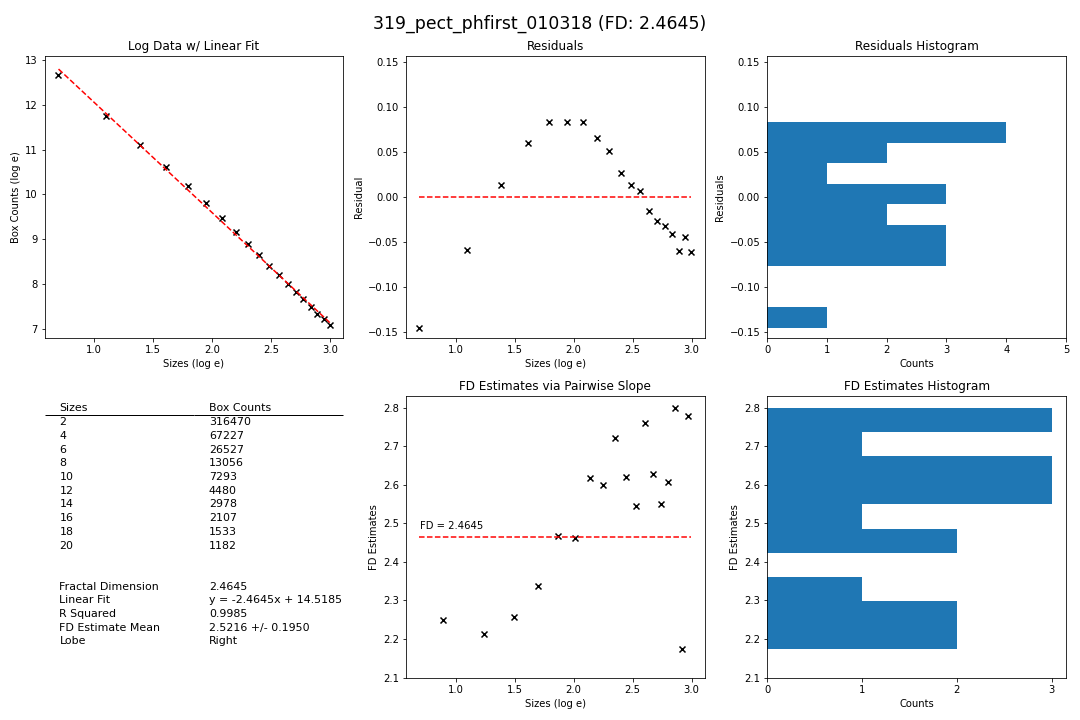 319_pect_phfirst_010318 (FD: 2.4645)
Log Data w/ Linear Fit
Box Counts (log e)
13
12
11
10
9
8
7
1.0 1.5 2.0 2.5 3.0
Sizes (log e)
Residuals
Residual
0.15
0.10
0.05
0.00
−0.05
−0.10
−0.15
1.0 1.5 2.0 2.5 3.0
Sizes (log e)
Residuals Histogram
Residuals
0.15
0.10
0.05
0.00
−0.05
−0.10
−0.15
0 1 2 3 4 5
Counts
Sizes Box Counts
2 316470
4 67227
6 26527
8 13056
10 7293
12 4480
14 2978
16 2107
18 1533
20 1182
Fractal Dimension 2.4645
Linear Fit y = -2.4645x + 14.5185
R Squared 0.9985
FD Estimate Mean 2.5216 +/- 0.1950
Lobe Right
FD Estimates via Pairwise Slope
FD Estimates
2.8
2.7
2.6
2.5
2.4
2.3
2.2
2.1
FD = 2.4645
1.0 1.5 2.0 2.5 3.0
Sizes (log e)
FD Estimates Histogram
FD Estimates
2.8
2.7
2.6
2.5
2.4
2.3
2.2
2.1
0 1 2 3
Counts